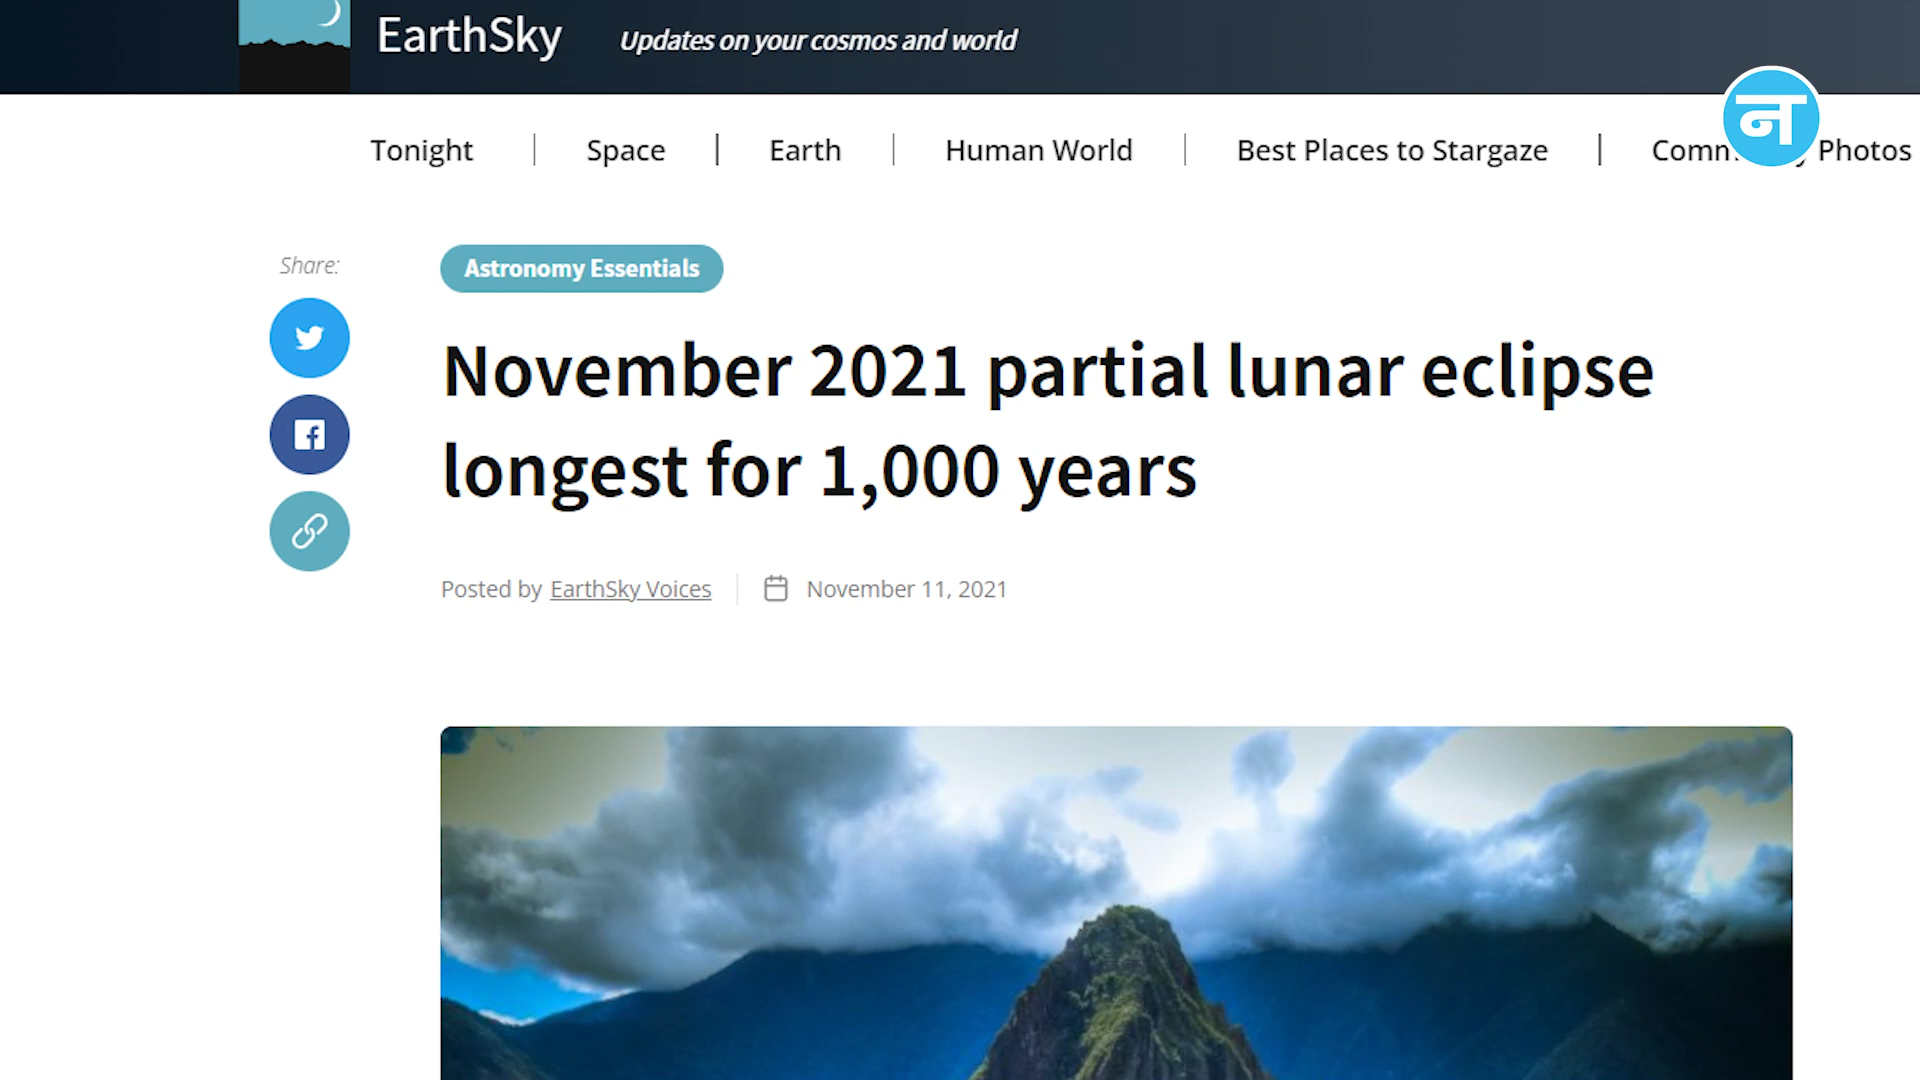 EarthSky
Updates on your cosmos and world
न
Tonight | Space | Earth | Human World | Best Places to Stargaze | Photos
Share:
Astronomy Essentials
November 2021 partial lunar eclipse
longest for 1,000 years
Posted by EarthSky Voices | November 11, 2021